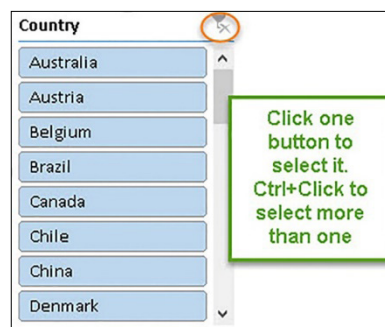 Country
Australia
Austria
Belgium
Brazil
Canada
Chile
China
Denmark
Click one
button to
select it.
Ctrl+Click to
select more
than one